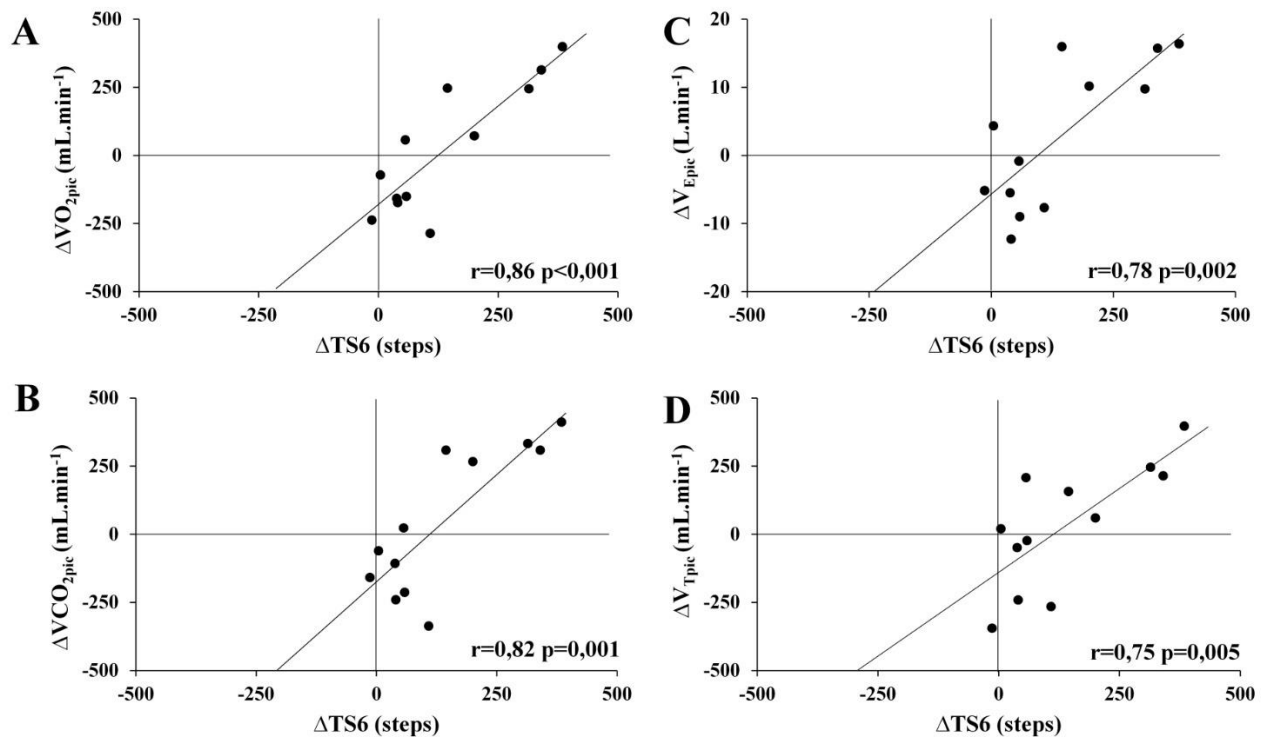 A
ΔVO2pic (mL.min-1)
500
250
0
-250
-500
r=0,86 p<0,001
-500
-250
0
250
500
ΔTS6 (steps)
C
ΔVEpic (L.min-1)
20
10
0
-10
-20
r=0,78 p=0,002
-500
-250
0
250
500
ΔTS6 (steps)
B
ΔVCO2pic (mL.min-1)
500
250
0
-250
-500
r=0,82 p=0,001
-500
-250
0
250
500
ΔTS6 (steps)
D
ΔVTpic (mL.min-1)
500
250
0
-250
-500
r=0,75 p=0,005
-500
-250
0
250
500
ΔTS6 (steps)